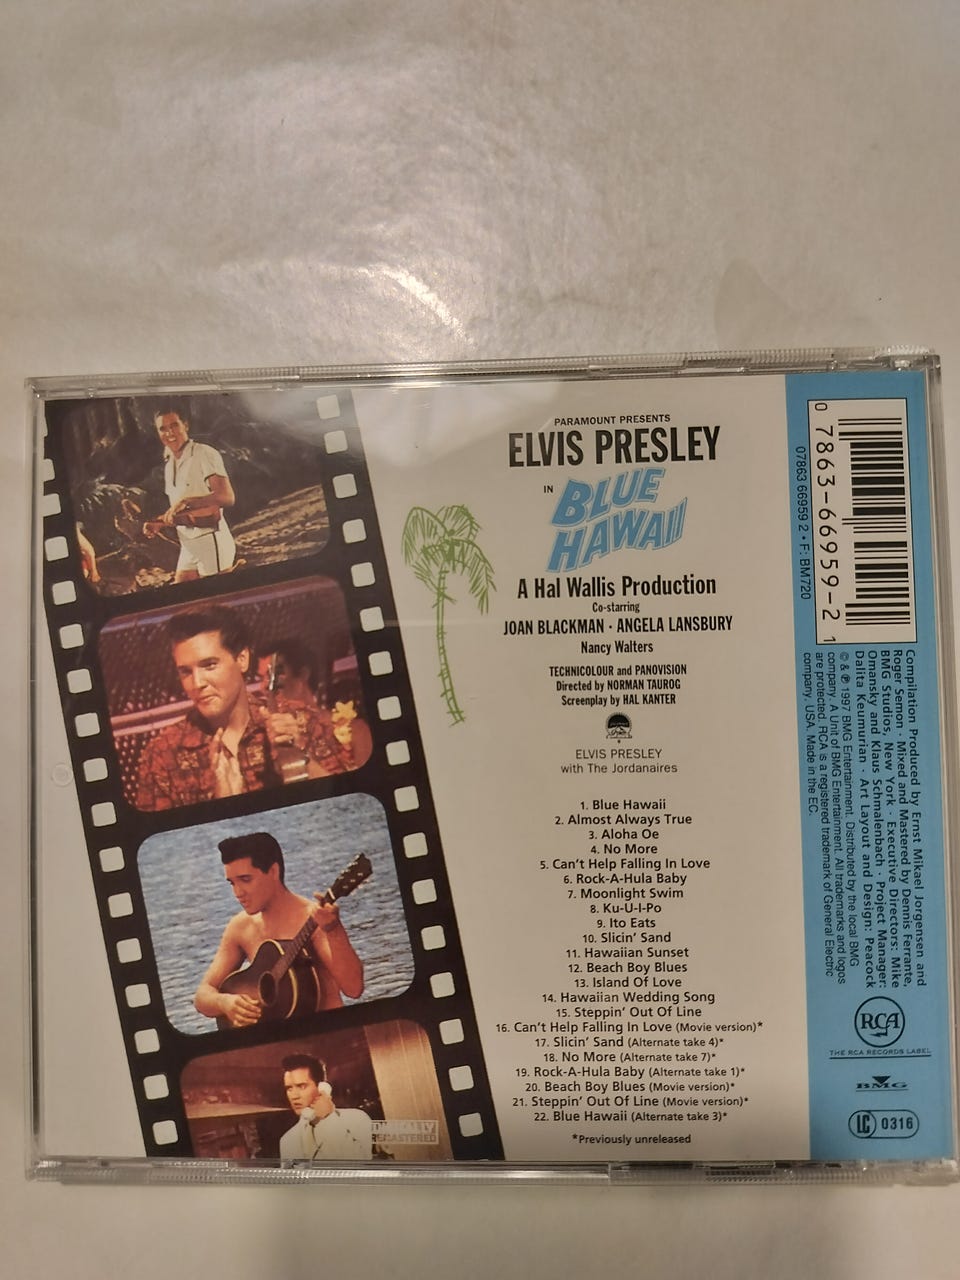 PARAMOUNT PRESENTS
ELVIS PRESLEY
IN BLUE
HAWAII
A Hal Wallis Production
Co-starring
JOAN BLACKMAN · ANGELA LANSBURY
Nancy Walters
TECHNICOLOUR and PANOVISION
Directed by NORMAN TAUROG
Screenplay by HAL KANTER
ELVIS PRESLEY
with The Jordanaires
1. Blue Hawaii
2. Almost Always True
3. Aloha Oe
4. No More
5. Can't Help Falling In Love
6. Rock-A-Hula Baby
7. Moonlight Swim
8. Ku-U-I-Po
9. Ito Eats
10. Slicin' Sand
11. Hawaiian Sunset
12. Beach Boy Blues
13. Island Of Love
14. Hawaiian Wedding Song
15. Steppin' Out Of Line
16. Can't Help Falling In Love (Movie version)*
17. Slicin' Sand (Alternate take 4)*
18. No More (Alternate take 7)*
19. Rock-A-Hula Baby (Alternate take 1)*
20. Beach Boy Blues (Movie version)*
21. Steppin' Out Of Line (Movie version)*
22. Blue Hawaii (Alternate take 3)*
*Previously unreleased
DIGITALLY
REMASTERED
0 7863-66959-2 1
07863 66959 2 · F: BM720
Compilation Produced by Ernst Mikael Jorgensen and
Roger Semon · Mixed and Mastered by Dennis Ferrante,
BMG Studios, New York · Executive Directors: Mike
Omansky and Klaus Schmalenbach · Project Manager:
Dalita Keumurian · Art Layout and Design: Peacock
© & ℗ 1997 BMG Entertainment. Distributed by the local BMG
company. A Unit of BMG Entertainment. All trademarks and logos
are protected. RCA is a registered trademark of General Electric
company, USA. Made in the EC.
RCA
THE RCA RECORDS LABEL
BMG
LC 0316